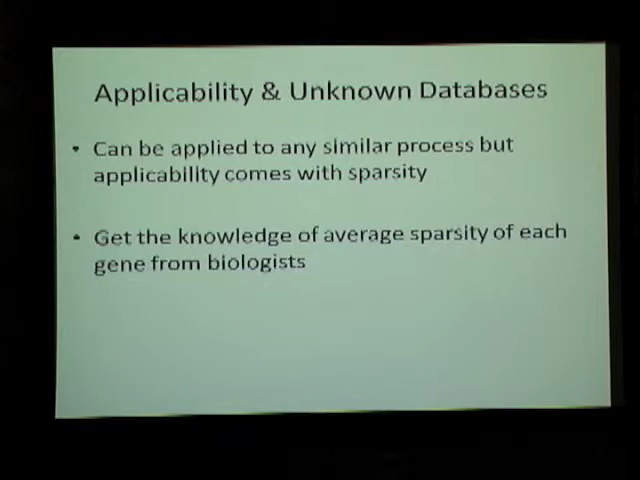 Applicability & Unknown Databases
• Can be applied to any similar process but
applicability comes with sparsity
• Get the knowledge of average sparsity of each
gene from biologists